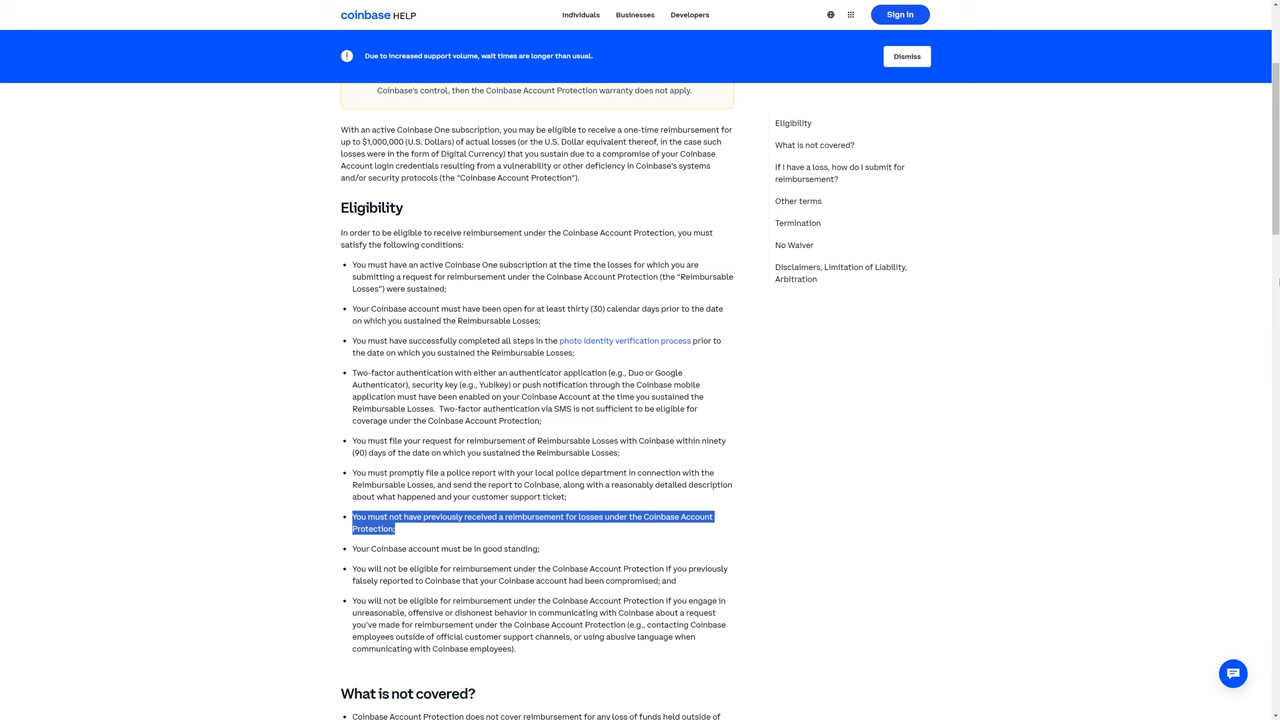 coinbase HELP
Individuals
Businesses
Developers
Sign in
Due to increased support volume, wait times are longer than usual.
Dismiss
Coinbase's control, then the Coinbase Account Protection warranty does not apply.
With an active Coinbase One subscription, you may be eligible to receive a one-time reimbursement for
up to $1,000,000 (U.S. Dollars) of actual losses (or the U.S. Dollar equivalent thereof, in the case such
losses were in the form of Digital Currency) that you sustain due to a compromise of your Coinbase
Account login credentials resulting from a vulnerability or other deficiency in Coinbase's systems
and/or security protocols (the “Coinbase Account Protection”).
Eligibility
In order to be eligible to receive reimbursement under the Coinbase Account Protection, you must
satisfy the following conditions:
• You must have an active Coinbase One subscription at the time the losses for which you are
submitting a request for reimbursement under the Coinbase Account Protection (the “Reimbursable
Losses”) were sustained;
• Your Coinbase account must have been open for at least thirty (30) calendar days prior to the date
on which you sustained the Reimbursable Losses;
• You must have successfully completed all steps in the photo identity verification process prior to
the date on which you sustained the Reimbursable Losses;
• Two-factor authentication with either an authenticator application (e.g., Duo or Google
Authenticator), security key (e.g., Yubikey) or push notification through the Coinbase mobile
application must have been enabled on your Coinbase Account at the time you sustained the
Reimbursable Losses. Two-factor authentication via SMS is not sufficient to be eligible for
coverage under the Coinbase Account Protection;
• You must file your request for reimbursement of Reimbursable Losses with Coinbase within ninety
(90) days of the date on which you sustained the Reimbursable Losses;
• You must promptly file a police report with your local police department in connection with the
Reimbursable Losses, and send the report to Coinbase, along with a reasonably detailed description
about what happened and your customer support ticket;
• You must not have previously received a reimbursement for losses under the Coinbase Account
Protection;
• Your Coinbase account must be in good standing;
• You will not be eligible for reimbursement under the Coinbase Account Protection if you previously
falsely reported to Coinbase that your Coinbase account had been compromised; and
• You will not be eligible for reimbursement under the Coinbase Account Protection if you engage in
unreasonable, offensive or dishonest behavior in communicating with Coinbase about a request
you've made for reimbursement under the Coinbase Account Protection (e.g., contacting Coinbase
employees outside of official customer support channels, or using abusive language when
communicating with Coinbase employees).
What is not covered?
• Coinbase Account Protection does not cover reimbursement for any loss of funds held outside of
Eligibility
What is not covered?
If I have a loss, how do I submit for
reimbursement?
Other terms
Termination
No Waiver
Disclaimers, Limitation of Liability,
Arbitration